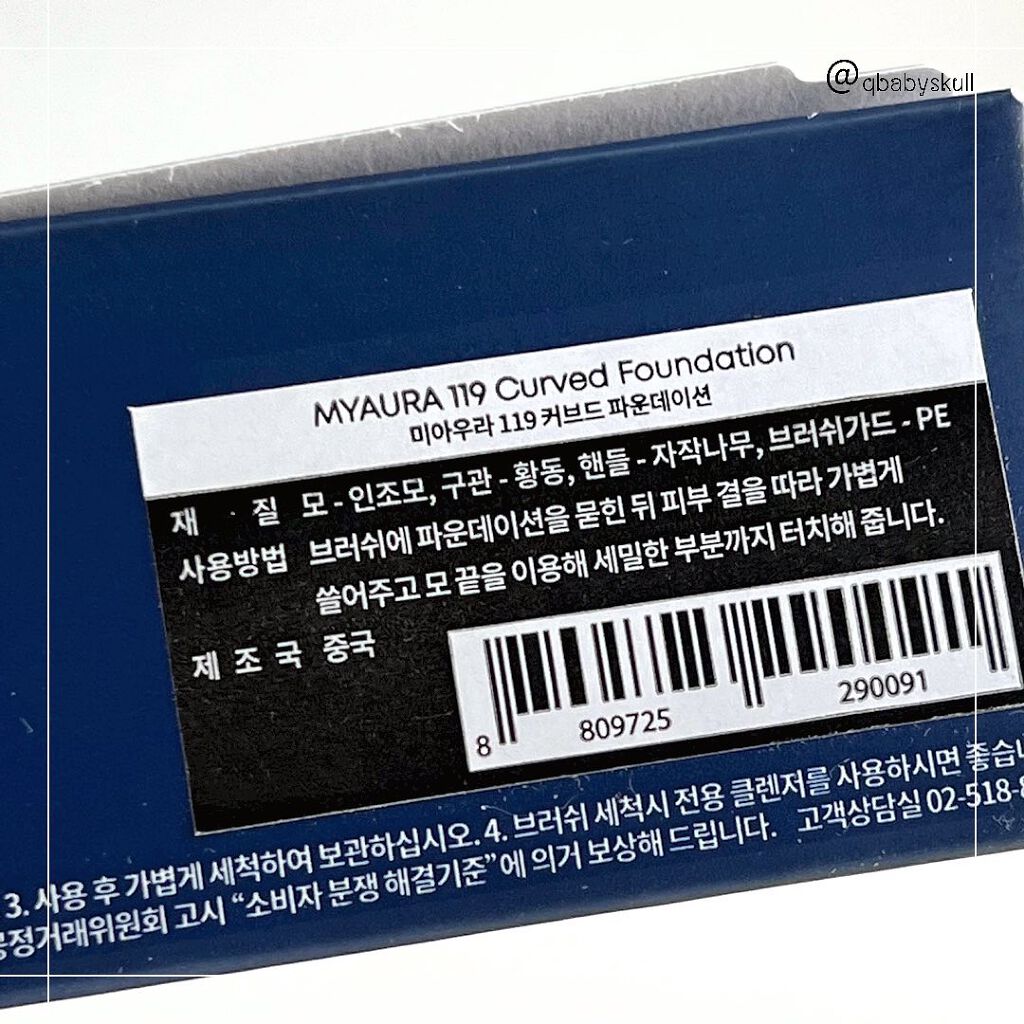 @qbabyskull
MYAURA 119 Curved Foundation
미아우라 119 커브드 파운데이션
재 질 모 - 인조모, 구관 - 황동, 핸들 - 자작나무, 브러쉬가드 - PE
사용방법 브러쉬에 파운데이션을 묻힌 뒤 피부 결을 따라 가볍게
쓸어주고 모 끝을 이용해 세밀한 부분까지 터치해 줍니다.
제 조 국 중국
8 809725 290091
3. 사용 후 가볍게 세척하여 보관하십시오. 4. 브러쉬 세척시 전용 클렌저를 사용하시면 좋습니
공정거래위원회 고시 “소비자 분쟁 해결기준”에 의거 보상해 드립니다. 고객상담실 02-518-8